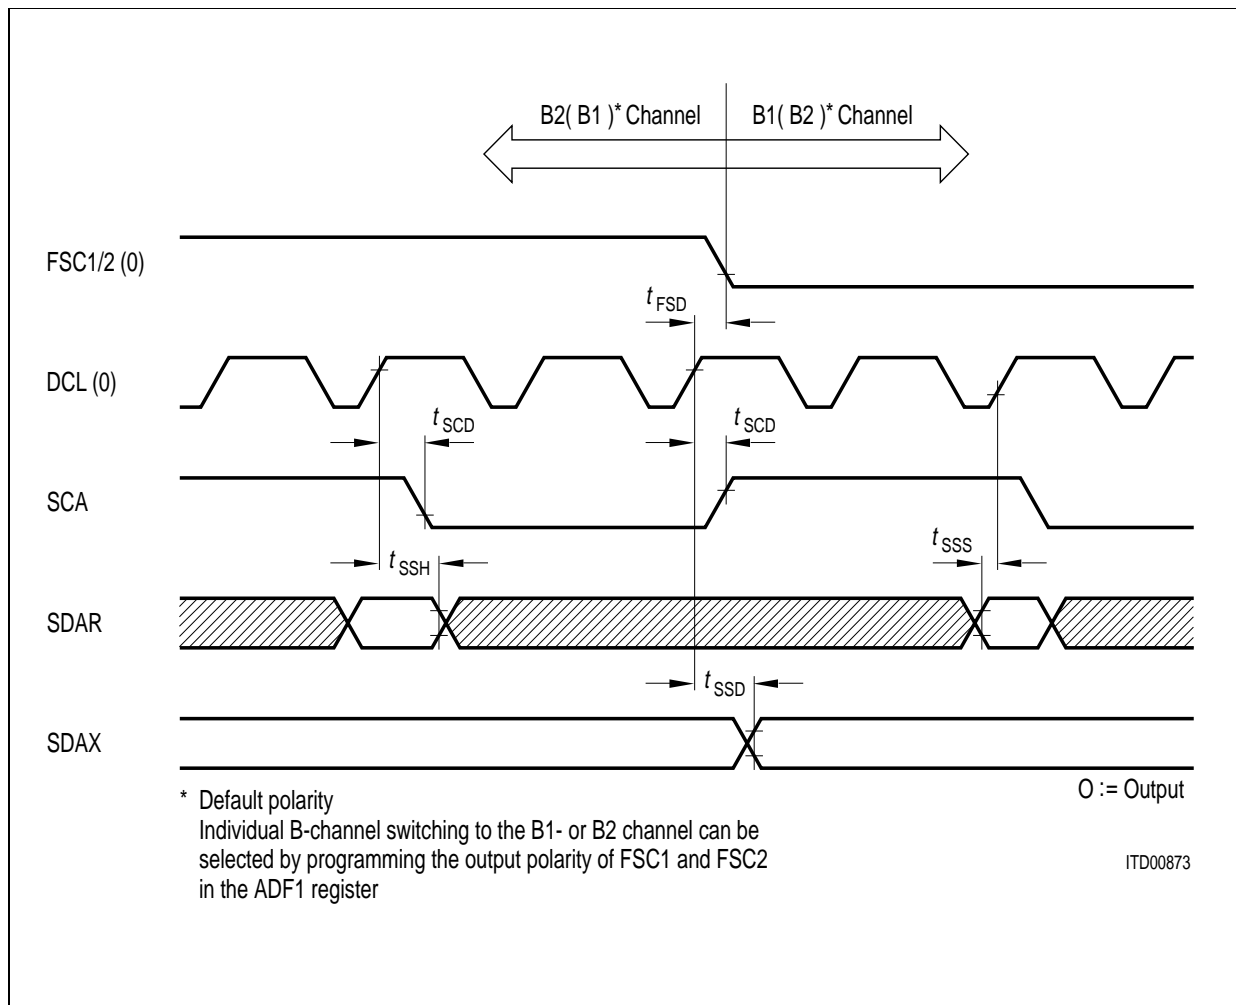 B2( B1 )* Channel B1( B2 )* Channel
FSC1/2 (0)
t FSD
DCL (0)
t SCD t SCD
SCA
t SSH t SSS
SDAR
t SSD
SDAX
O := Output
* Default polarity
Individual B-channel switching to the B1- or B2 channel can be
selected by programming the output polarity of FSC1 and FSC2
in the ADF1 register
ITD00873